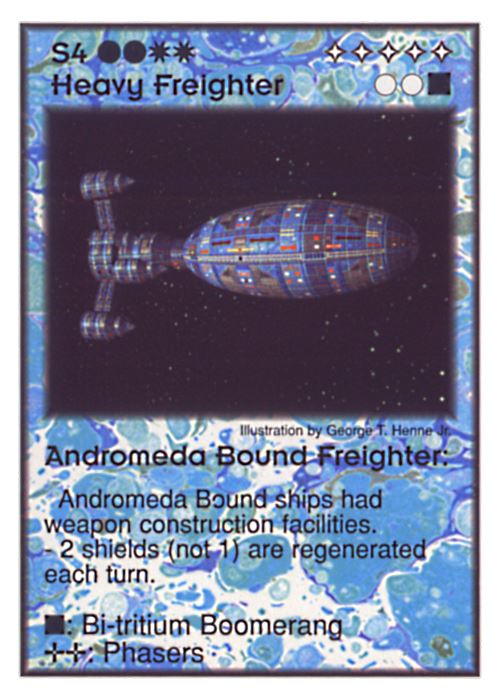 S4 ●●✷✷ ✧✧✧✧✧
Heavy Freighter ○○■
Illustration by George T. Henne Jr.
Andromeda Bound Freighter:
Andromeda Bound ships had
weapon construction facilities.
- 2 shields (not 1) are regenerated
each turn.
■: Bi-tritium Boomerang
✢✢: Phasers